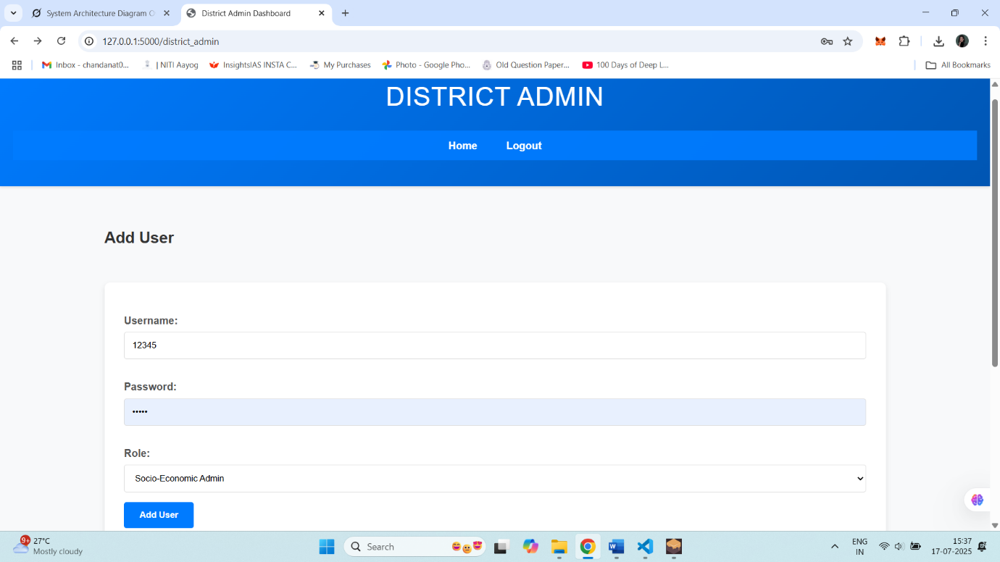 System Architecture Diagram O
District Admin Dashboard
127.0.0.1:5000/district_admin
Inbox - chandanat0...
| NITI Aayog
InsightsIAS INSTA C...
My Purchases
Photo - Google Pho...
Old Question Paper...
100 Days of Deep L...
All Bookmarks
DISTRICT ADMIN
Home
Logout
Add User
Username:
12345
Password:
•••••
Role:
Socio-Economic Admin
Add User
9+
27°C
Mostly cloudy
Search
ENG
IN
15:37
17-07-2025